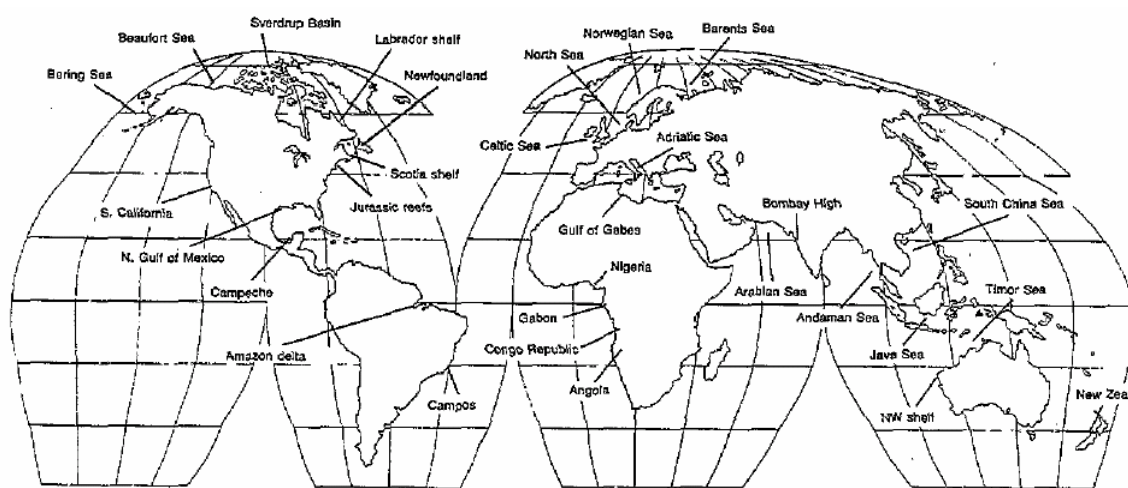 Sverdrup Basin
Beaufort Sea
Labrador shelf
Bering Sea
Newfoundland
Norwegian Sea
Barents Sea
North Sea
Celtic Sea
Adriatic Sea
Scotia shelf
S. California
Jurassic reefs
Bombay High
South China Sea
Gulf of Gabes
N. Gulf of Mexico
Nigeria
Campeche
Arabian Sea
Timor Sea
Gabon
Andaman Sea
Congo Republic
Java Sea
Amazon delta
Angola
Campos
NW shelf
New Zea